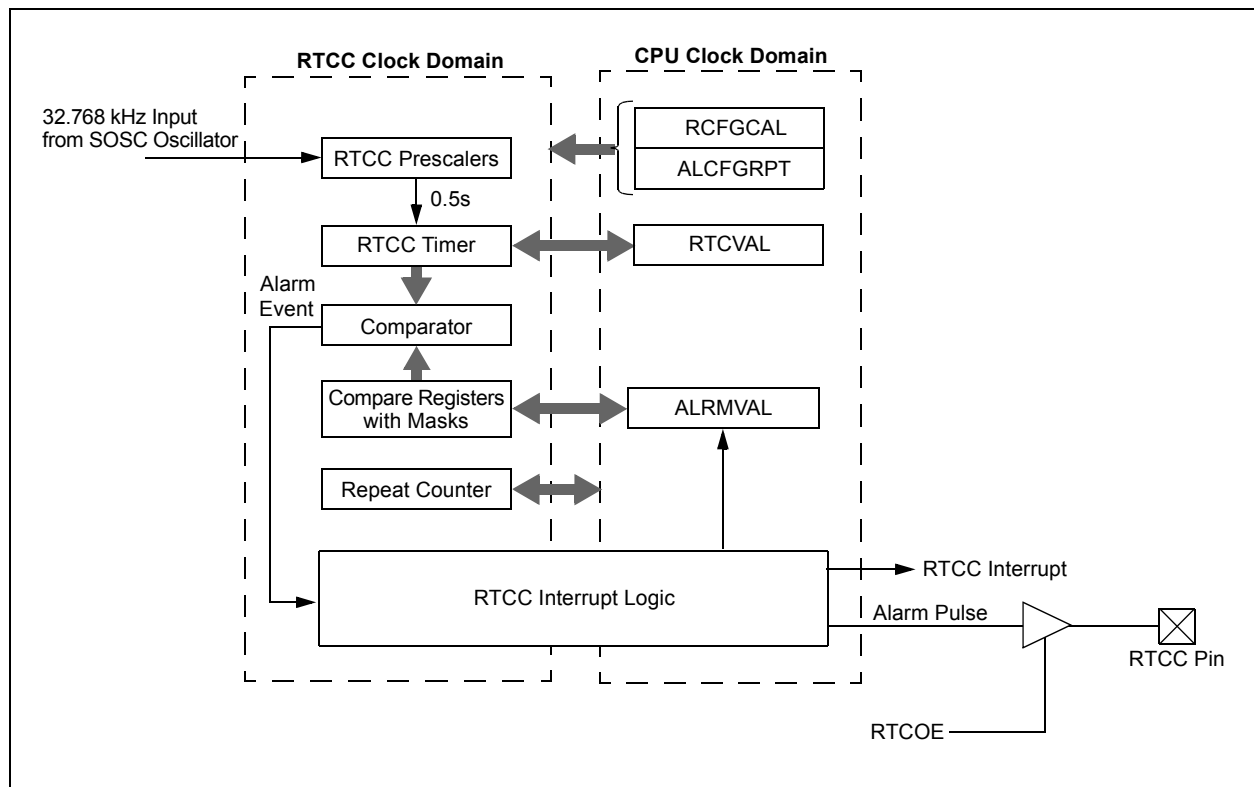 RTCC Clock Domain
CPU Clock Domain
32.768 kHz Input
from SOSC Oscillator
RCFGCAL
RTCC Prescalers
ALCFGRPT
0.5s
RTCC Timer
RTCVAL
Alarm
Event
Comparator
Compare Registers
with Masks
ALRMVAL
Repeat Counter
RTCC Interrupt
RTCC Interrupt Logic
Alarm Pulse
RTCC Pin
RTCOE